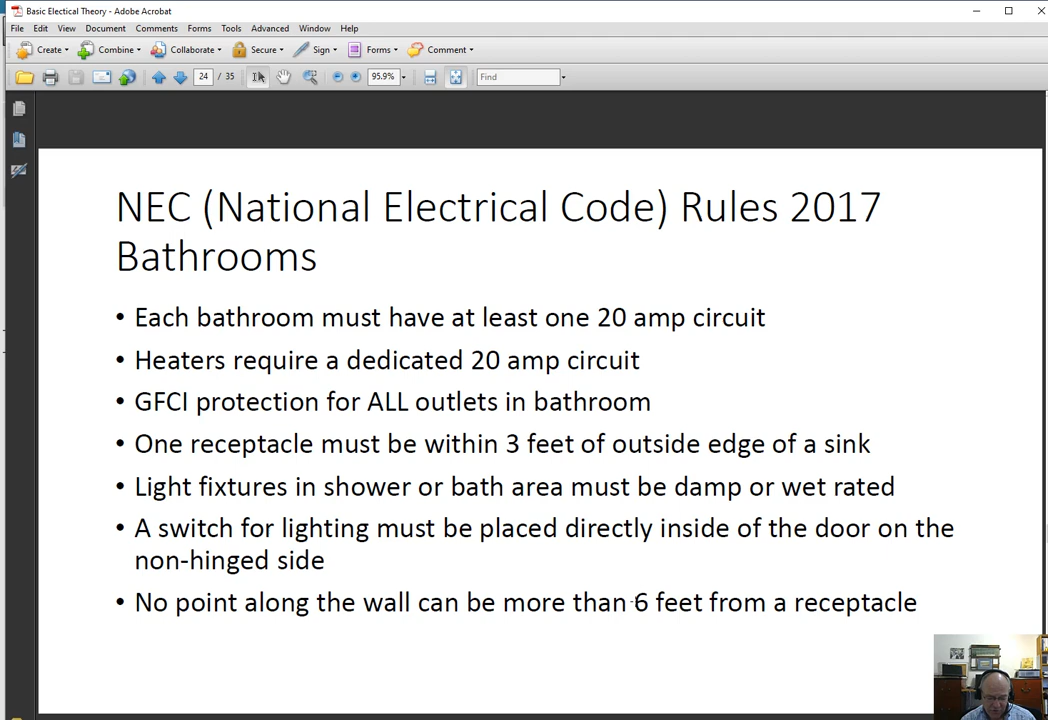 Basic Electical Theory - Adobe Acrobat
File Edit View Document Comments Forms Tools Advanced Window Help
Create Combine Collaborate Secure Sign Forms Comment
24 / 35 95.9% Find
NEC (National Electrical Code) Rules 2017
Bathrooms
• Each bathroom must have at least one 20 amp circuit
• Heaters require a dedicated 20 amp circuit
• GFCI protection for ALL outlets in bathroom
• One receptacle must be within 3 feet of outside edge of a sink
• Light fixtures in shower or bath area must be damp or wet rated
• A switch for lighting must be placed directly inside of the door on the
non-hinged side
• No point along the wall can be more than 6 feet from a receptacle